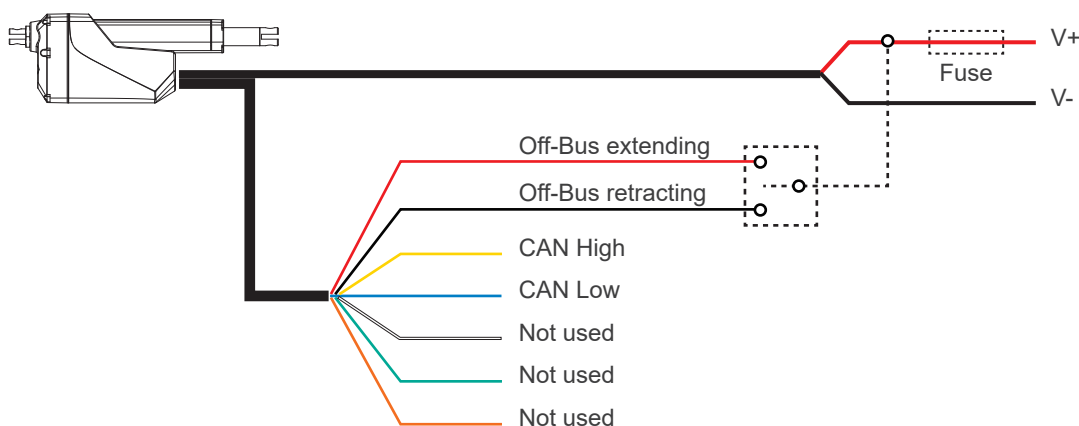 V+
Fuse
V-
Off-Bus extending
Off-Bus retracting
CAN High
CAN Low
Not used
Not used
Not used